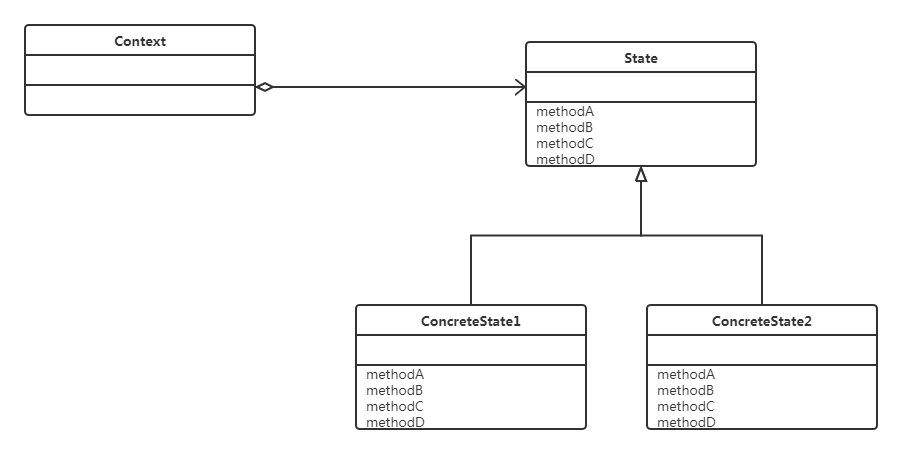 Context
State
methodA
methodB
methodC
methodD
ConcreteState1
methodA
methodB
methodC
methodD
ConcreteState2
methodA
methodB
methodC
methodD